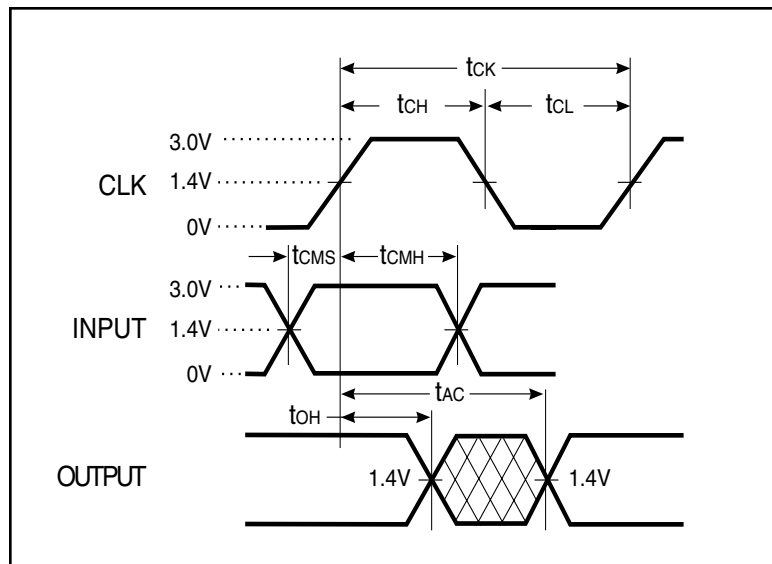 tCK
tCH tCL
3.0V
CLK 1.4V
0V
tCMS tCMH
3.0V
INPUT 1.4V
0V
tAC
tOH
OUTPUT 1.4V 1.4V